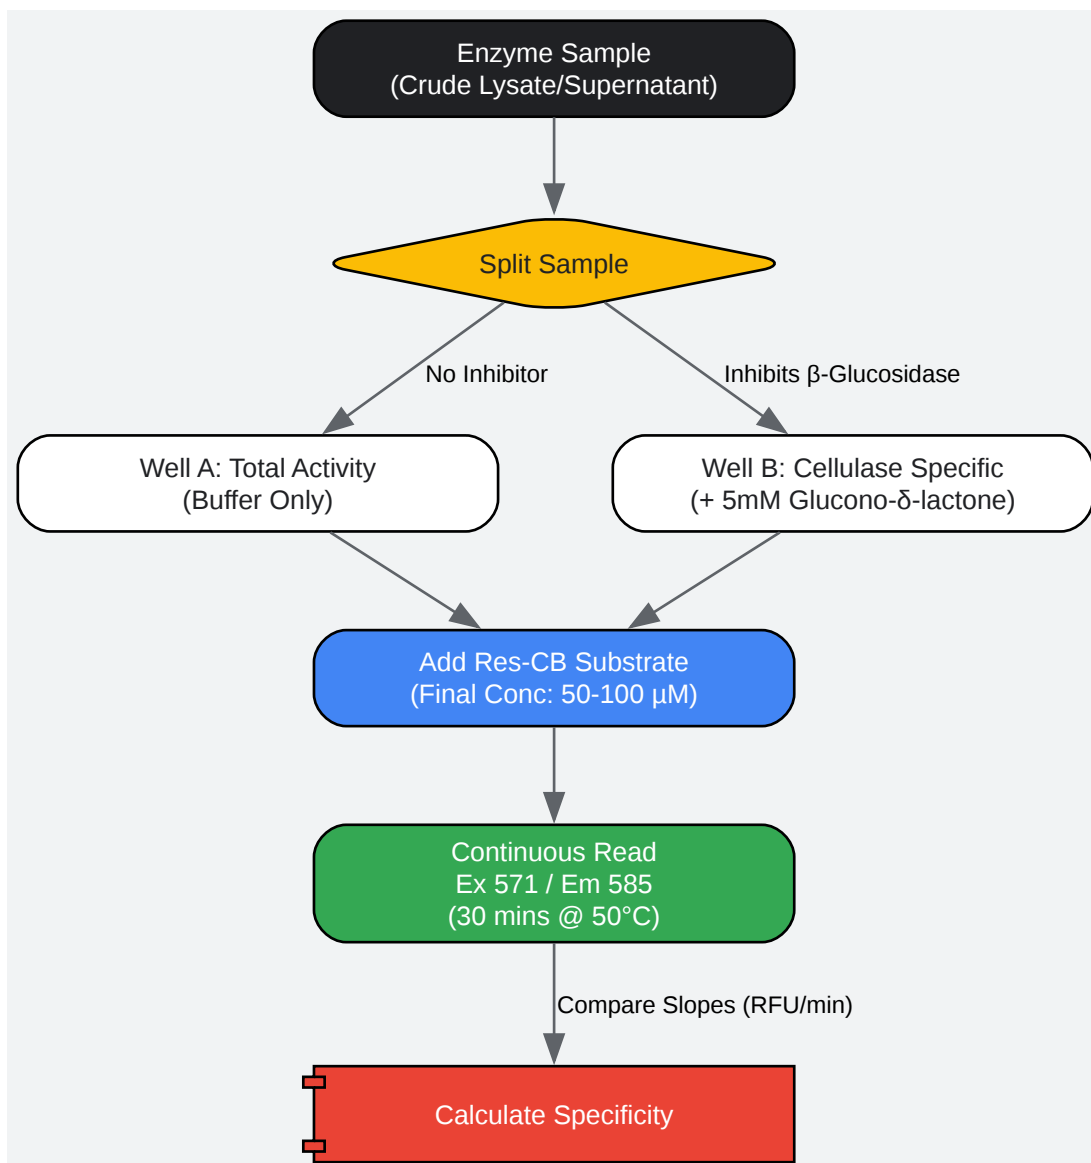 Enzyme Sample
(Crude Lysate/Supernatant)
Split Sample
No Inhibitor
Inhibits β-Glucosidase
Well A: Total Activity
(Buffer Only)
Well B: Cellulase Specific
(+ 5mM Glucono-δ-lactone)
Add Res-CB Substrate
(Final Conc: 50-100 µM)
Continuous Read
Ex 571 / Em 585
(30 mins @ 50°C)
Compare Slopes (RFU/min)
Calculate Specificity